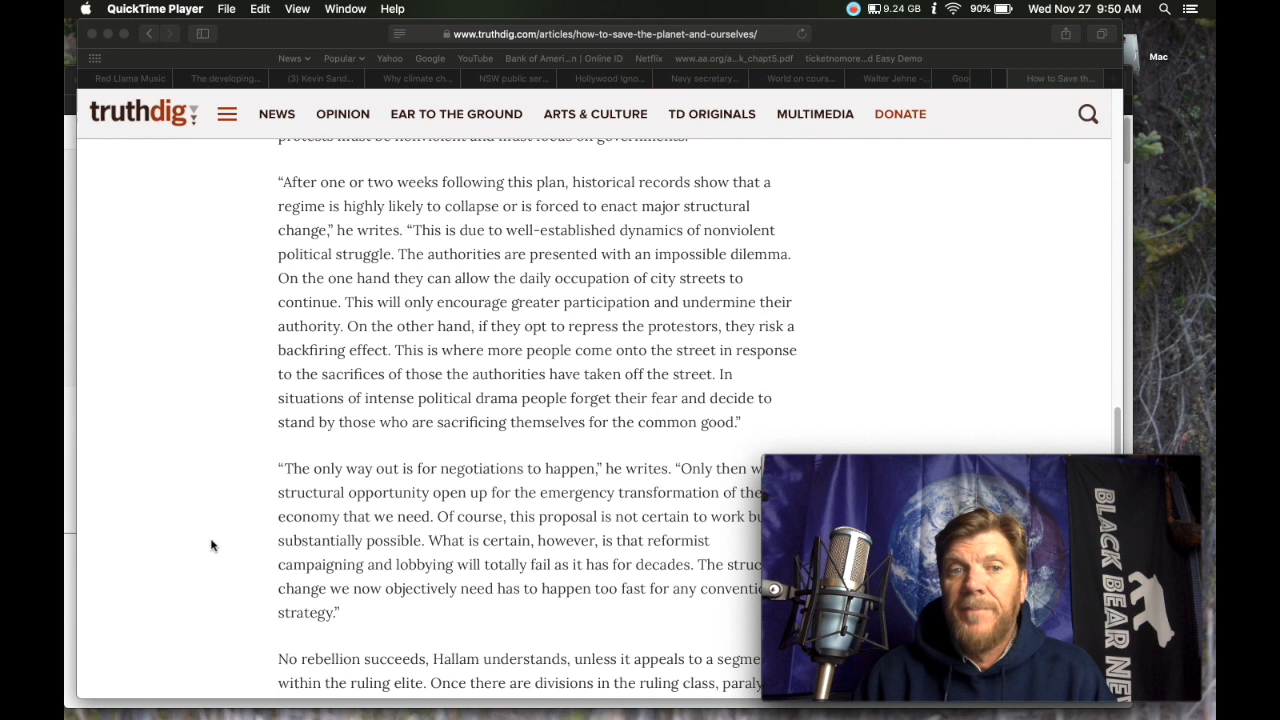 QuickTime Player File Edit View Window Help 9.24 GB 90% Wed Nov 27 9:50 AM
www.truthdig.com/articles/how-to-save-the-planet-and-ourselves/
Mac
News Popular Yahoo Google YouTube Bank of Ameri...n | Online ID Netflix www.aa.org/a...k_chapt5.pdf ticketnomore...d Easy Demo
Red Llama Music The developing... (3) Kevin Sand... Why climate ch... NSW public ser... Hollywood Igno... Navy secretary... World on cours... Walter Jehne –... Goo How to Save th...
truthdig NEWS OPINION EAR TO THE GROUND ARTS & CULTURE TD ORIGINALS MULTIMEDIA DONATE
protests must be nonviolent and must focus on governments.
“After one or two weeks following this plan, historical records show that a
regime is highly likely to collapse or is forced to enact major structural
change,” he writes. “This is due to well-established dynamics of nonviolent
political struggle. The authorities are presented with an impossible dilemma.
On the one hand they can allow the daily occupation of city streets to
continue. This will only encourage greater participation and undermine their
authority. On the other hand, if they opt to repress the protestors, they risk a
backfiring effect. This is where more people come onto the street in response
to the sacrifices of those the authorities have taken off the street. In
situations of intense political drama people forget their fear and decide to
stand by those who are sacrificing themselves for the common good.”
“The only way out is for negotiations to happen,” he writes. “Only then w
structural opportunity open up for the emergency transformation of the
economy that we need. Of course, this proposal is not certain to work bu
substantially possible. What is certain, however, is that reformist
campaigning and lobbying will totally fail as it has for decades. The struc
change we now objectively need has to happen too fast for any conventio
strategy.”
No rebellion succeeds, Hallam understands, unless it appeals to a segme
within the ruling elite. Once there are divisions in the ruling class, paraly
BLACK BEAR NE